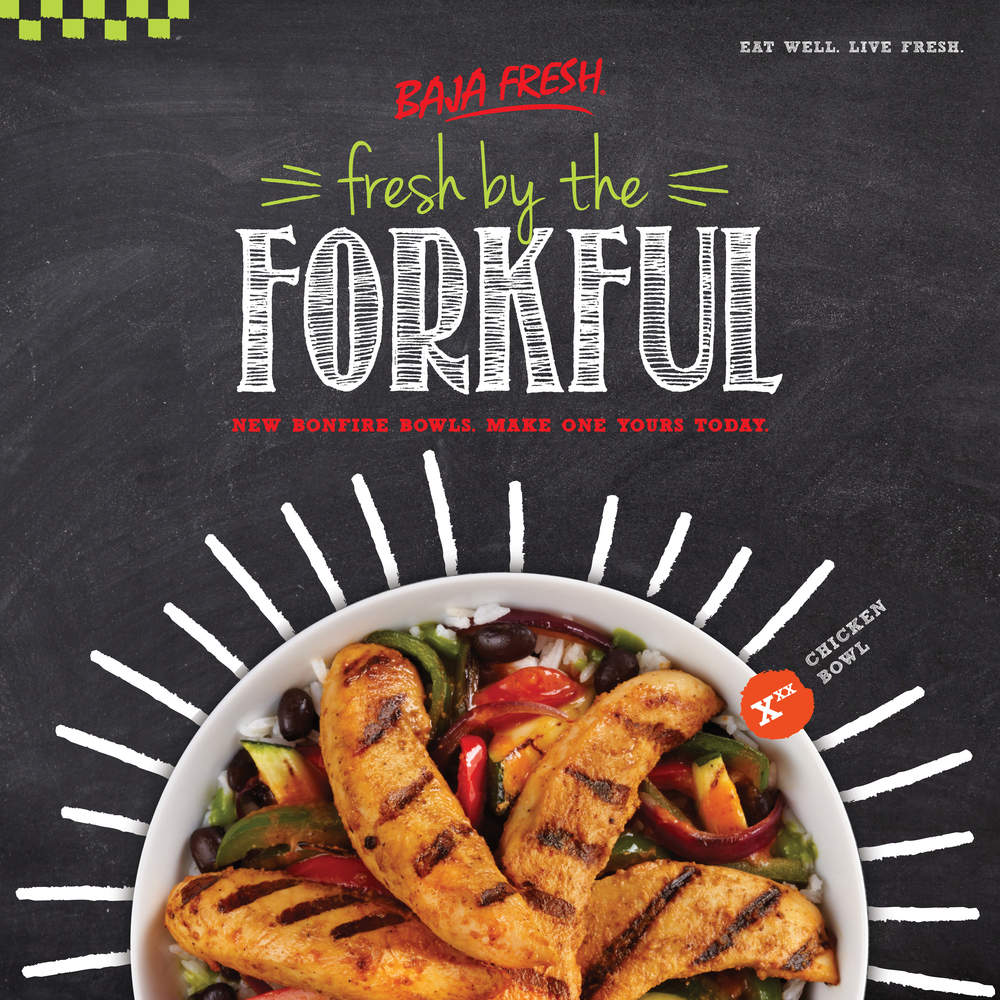 EAT WELL. LIVE FRESH.
BAJA FRESH.
fresh by the
FORKFUL
NEW BONFIRE BOWLS. MAKE ONE YOURS TODAY.
CHICKEN
BOWL
XXX